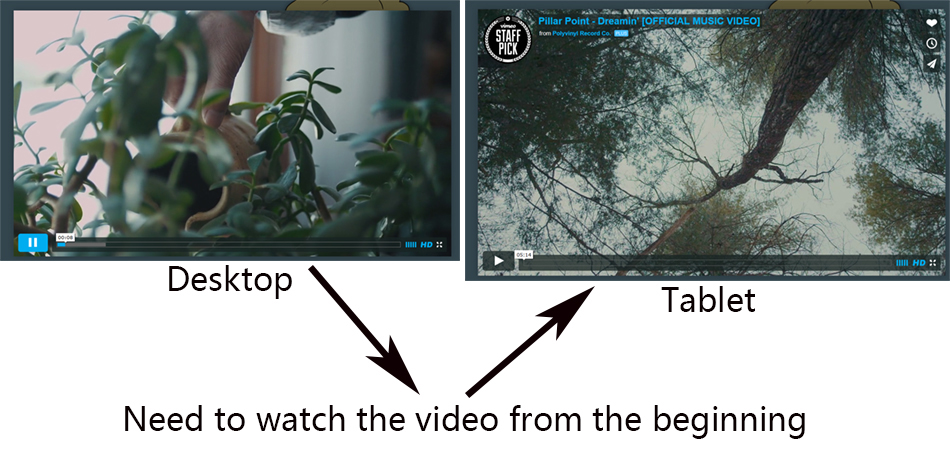 vimeo
STAFF
PICK
Pillar Point - Dreamin' [OFFICIAL MUSIC VIDEO]
from Polyvinyl Record Co. PLUS
00:08
HD
05:14
HD
Desktop
Tablet
Need to watch the video from the beginning